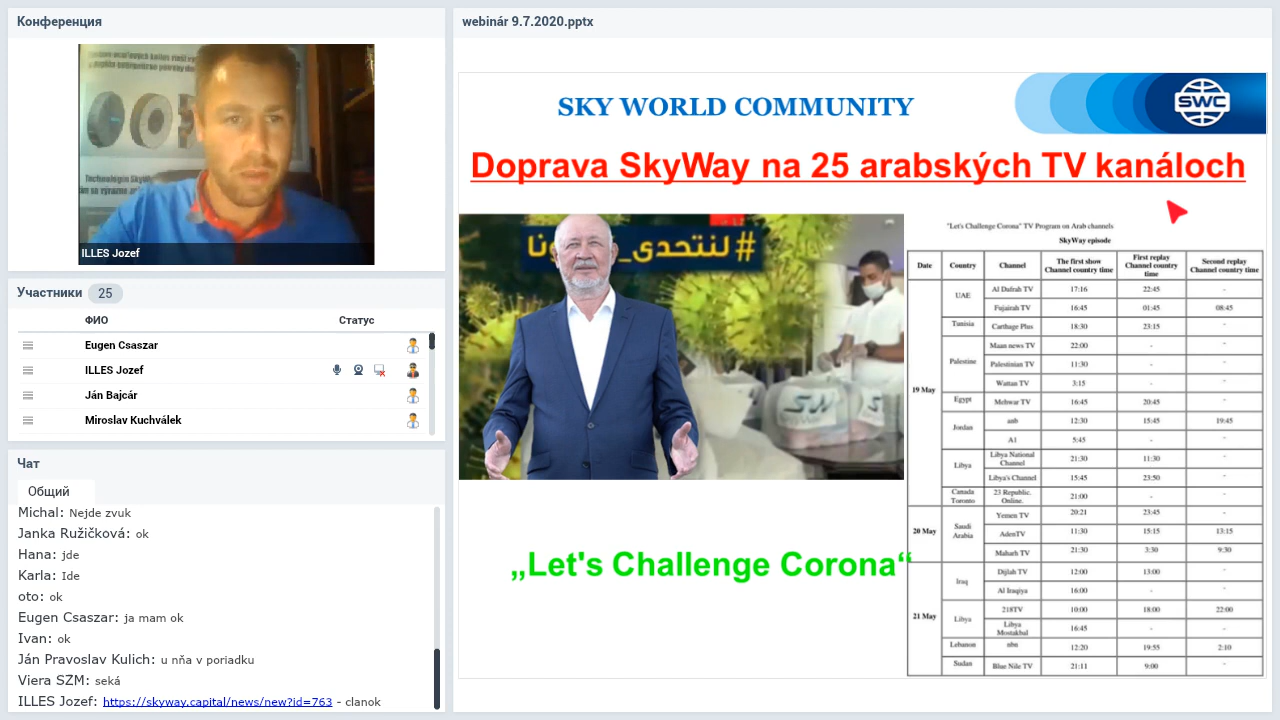 Конференция
ILLES Jozef
Участники 25
ФИО Статус
Eugen Csaszar
ILLES Jozef
Ján Bajcár
Miroslav Kuchválek
Чат
Общий
Michal: Nejde zvuk
Janka Ružičková: ok
Hana: jde
Karla: Ide
oto: ok
Eugen Csaszar: ja mam ok
Ivan: ok
Ján Pravoslav Kulich: u nňa v poriadku
Viera SZM: seká
ILLES Jozef: https://skyway.capital/news/new?id=763 - clanok
webinár 9.7.2020.pptx
SKY WORLD COMMUNITY
SWC
Doprava SkyWay na 25 arabských TV kanáloch
#لنتحدى_
„Let's Challenge Corona“
"Let's Challenge Corona" TV Program on Arab channels
SkyWay episode
Date Country Channel The first show Channel country time First replay Channel country time Second replay Channel country time
19 May UAE Al Dafrah TV 17:16 22:45 -
Fujairah TV 16:45 01:45 08:45
Tunisia Carthage Plus 18:30 23:15 -
Palestine Maan news TV 22:00 - -
Palestinian TV 11:30 - -
Wattan TV 3:15 - -
Egypt Mehwar TV 16:45 20:45 -
Jordan anb 12:30 15:45 19:45
A1 5:45 - -
Libya Libya National Channel 21:30 11:30 -
Libya's Channel 15:45 23:50 -
Canada Toronto 23 Republic. Online. 21:00 - -
20 May Saudi Arabia Yemen TV 20:21 23:45 -
AdenTV 11:30 15:15 13:15
Maharh TV 21:30 3:30 9:30
21 May Iraq Dijlah TV 12:00 13:00 -
Al Iraqiya 16:00 - -
Libya 218TV 10:00 18:00 22:00
Libya Mostakbal 16:45 - -
Lebanon nbn 12:20 19:55 2:10
Sudan Blue Nile TV 21:11 9:00 -